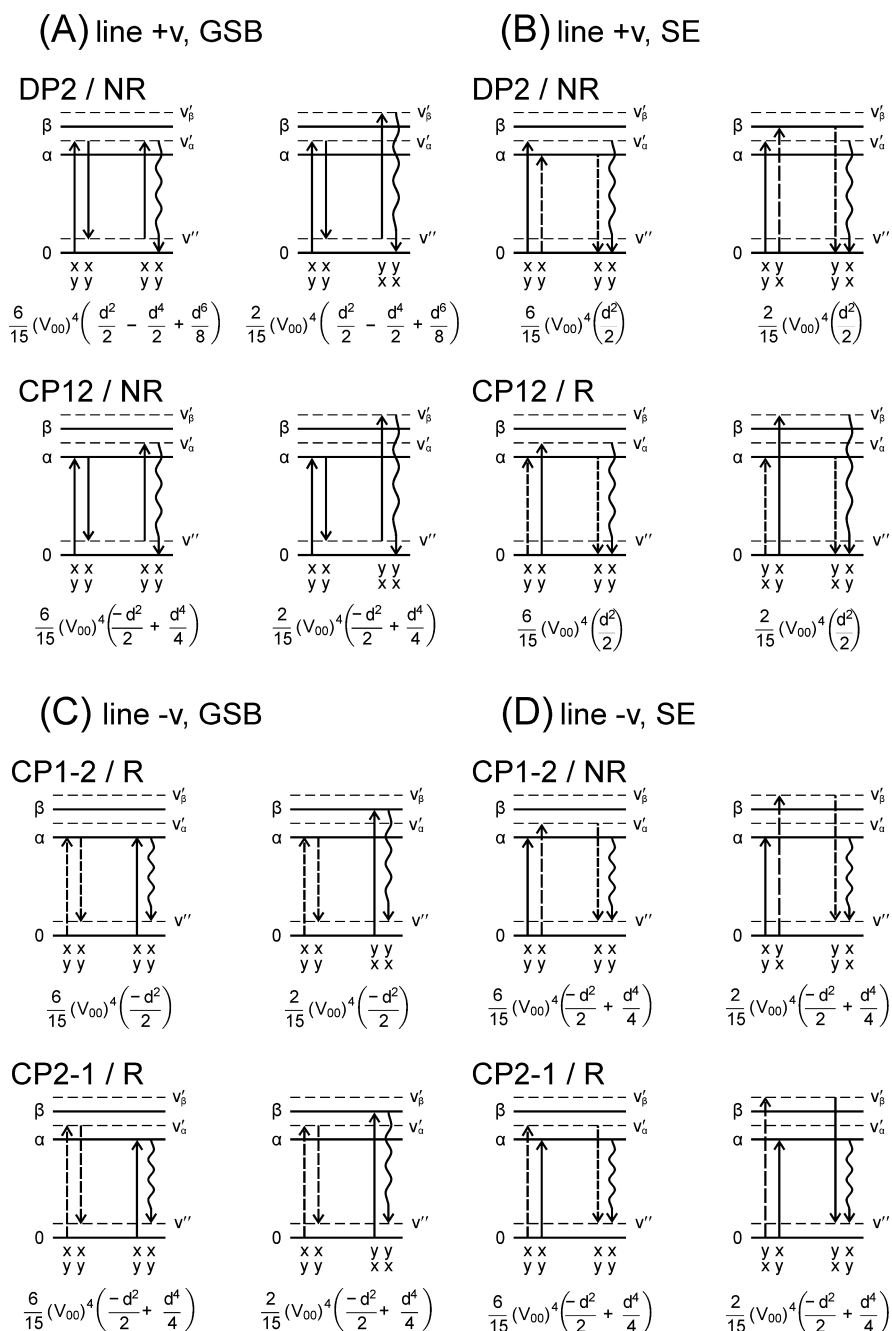 (A) line +v, GSB
(B) line +v, SE
DP2 / NR
DP2 / NR
β α 0 v′β v′α v′′
β α 0 v′β v′α v′′
x x x x
y y y y
x x y y
y y x x
x x x x
y y y y
x y y x
y x x y
6/15 (V₀₀)⁴( d²/2 − d⁴/2 + d⁶/8 )
2/15 (V₀₀)⁴( d²/2 − d⁴/2 + d⁶/8 )
6/15 (V₀₀)⁴(d²/2)
2/15 (V₀₀)⁴(d²/2)
CP12 / NR
CP12 / R
β α 0 v′β v′α v′′
β α 0 v′β v′α v′′
x x x x
y y y y
x x y y
y y x x
y x x y
x y y x
y x y x
x y x y
6/15 (V₀₀)⁴(−d²/2 + d⁴/4)
2/15 (V₀₀)⁴(−d²/2 + d⁴/4)
6/15 (V₀₀)⁴(d²/2)
2/15 (V₀₀)⁴(d²/2)
(C) line -v, GSB
(D) line -v, SE
CP1-2 / R
CP1-2 / NR
β α 0 v′β v′α v′′
β α 0 v′β v′α v′′
x x x x
y y y y
x x y y
y y x x
x x x x
y y y y
x y y x
y x x y
6/15 (V₀₀)⁴(−d²/2)
2/15 (V₀₀)⁴(−d²/2)
6/15 (V₀₀)⁴(−d²/2 + d⁴/4)
2/15 (V₀₀)⁴(−d²/2 + d⁴/4)
CP2-1 / R
CP2-1 / R
β α 0 v′β v′α v′′
β α 0 v′β v′α v′′
x x x x
y y y y
x x y y
y y x x
x x x x
y y y y
y x y x
x y x y
6/15 (V₀₀)⁴(−d²/2 + d⁴/4)
2/15 (V₀₀)⁴(−d²/2 + d⁴/4)
6/15 (V₀₀)⁴(−d²/2 + d⁴/4)
2/15 (V₀₀)⁴(−d²/2 + d⁴/4)